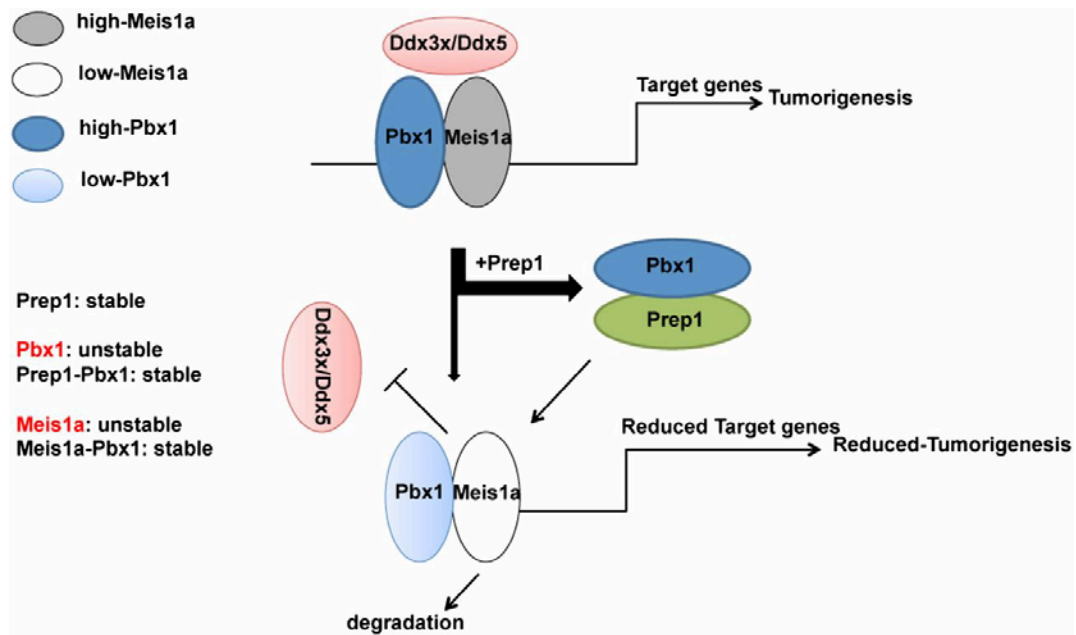 high-Meis1a
low-Meis1a
high-Pbx1
low-Pbx1
Ddx3x/Ddx5
Pbx1
Meis1a
Target genes
Tumorigenesis
+Prep1
Pbx1
Prep1
Prep1: stable
Pbx1: unstable
Prep1-Pbx1: stable
Meis1a: unstable
Meis1a-Pbx1: stable
Ddx3x/Ddx5
Pbx1
Meis1a
Reduced Target genes
Reduced-Tumorigenesis
degradation